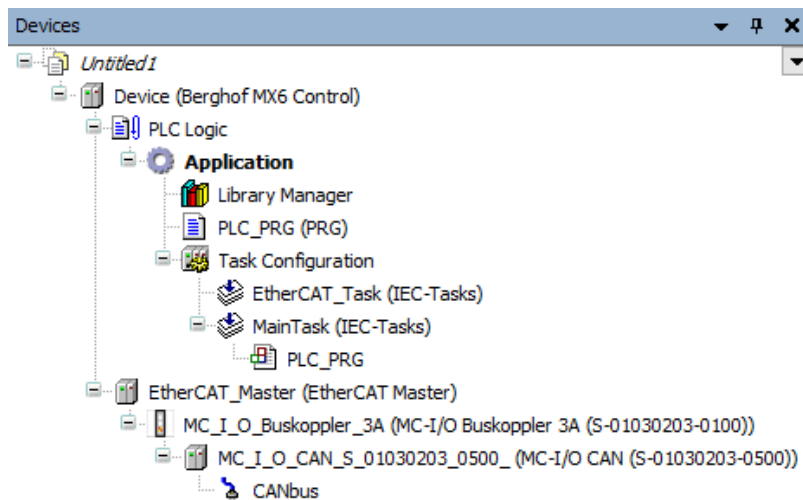 Devices
Untitled1
Device (Berghof MX6 Control)
PLC Logic
Application
Library Manager
PLC_PRG (PRG)
Task Configuration
EtherCAT_Task (IEC-Tasks)
MainTask (IEC-Tasks)
PLC_PRG
EtherCAT_Master (EtherCAT Master)
MC_I_O_Buskoppler_3A (MC-I/O Buskoppler 3A (S-01030203-0100))
MC_I_O_CAN_S_01030203_0500_ (MC-I/O CAN (S-01030203-0500))
CANbus